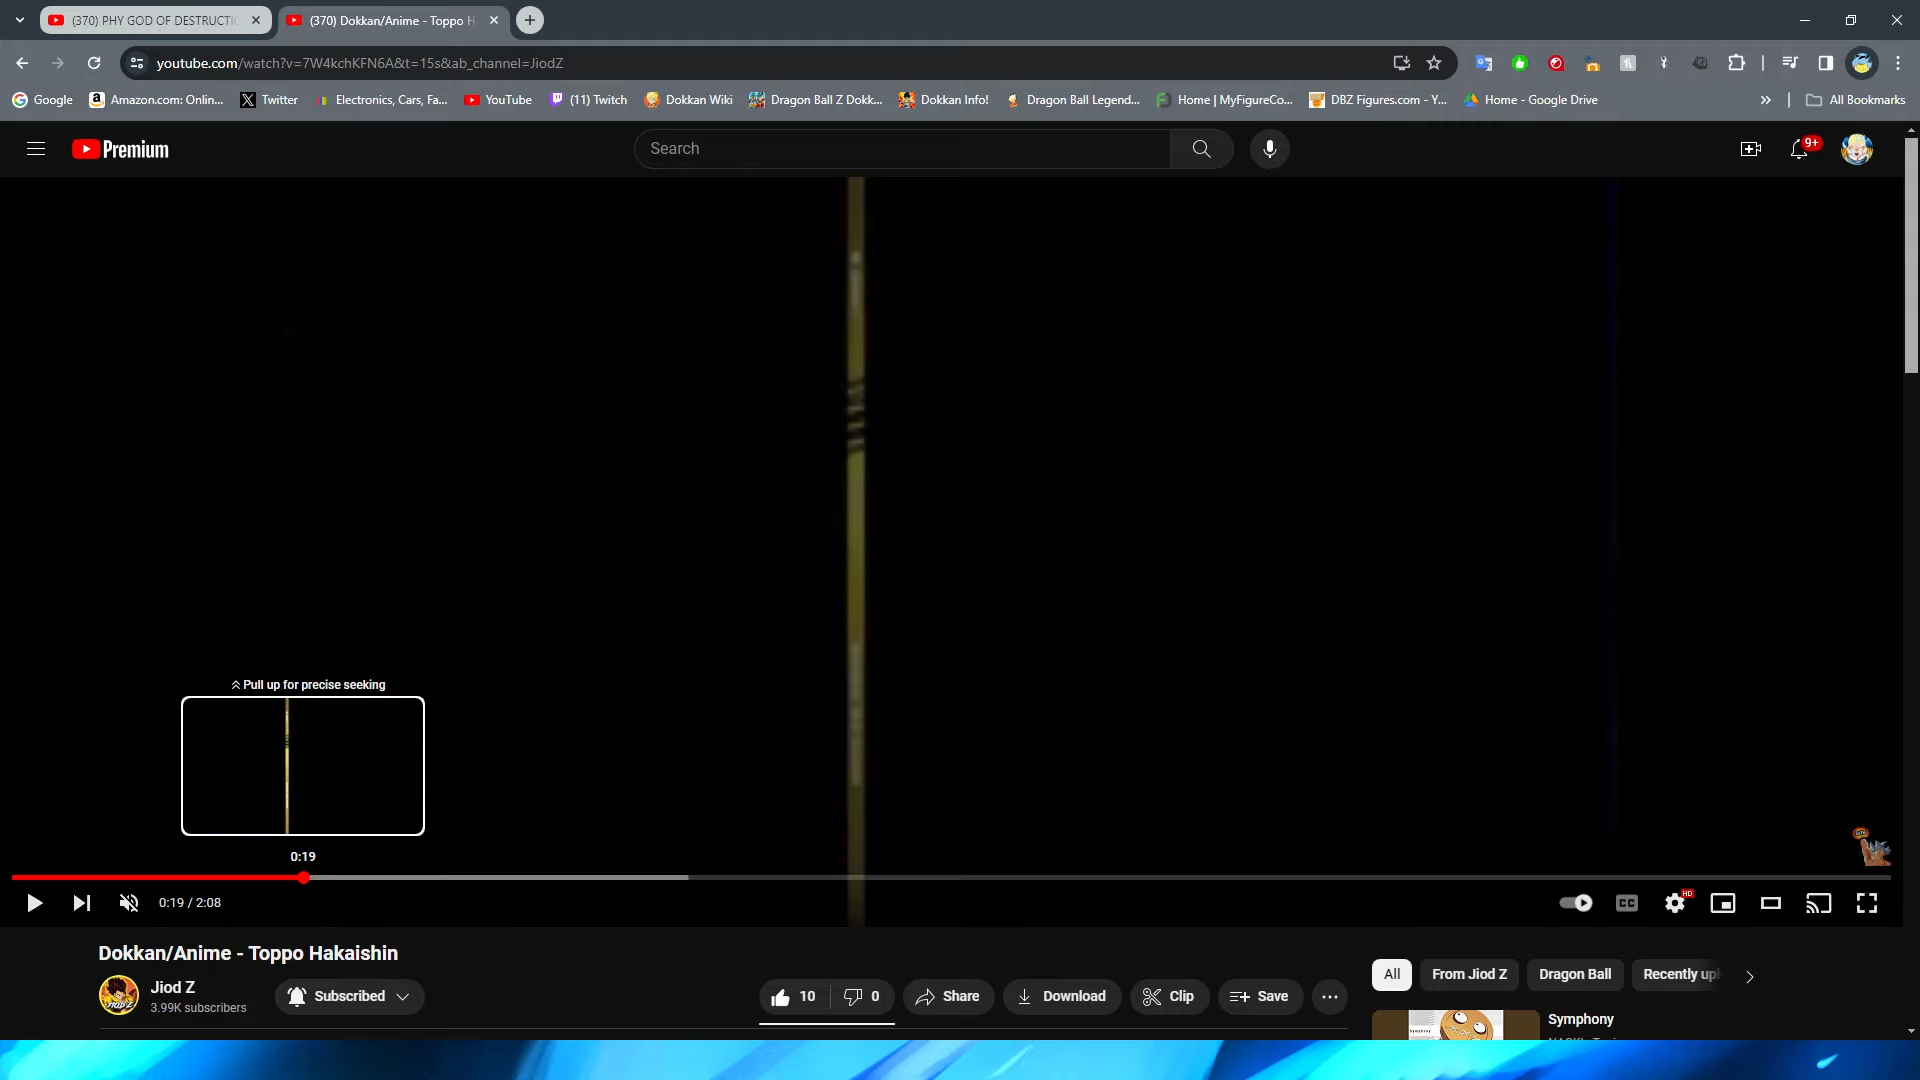 (370) PHY GOD OF DESTRUCTI
(370) Dokkan/Anime - Toppo H
youtube.com/watch?v=7W4kchKFN6A&t=15s&ab_channel=JiodZ
Google
Amazon.com: Onlin...
Twitter
Electronics, Cars, Fa...
YouTube
(11) Twitch
Dokkan Wiki
Dragon Ball Z Dokk...
Dokkan Info!
Dragon Ball Legend...
Home | MyFigureCo...
DBZ Figures.com - Y...
Home - Google Drive
All Bookmarks
Premium
Search
9+
Pull up for precise seeking
0:19
0:19 / 2:08
CC
HD
Dokkan/Anime - Toppo Hakaishin
Jiod Z
3.99K subscribers
Subscribed
10
0
Share
Download
Clip
Save
All
From Jiod Z
Dragon Ball
Recently upl
Symphony